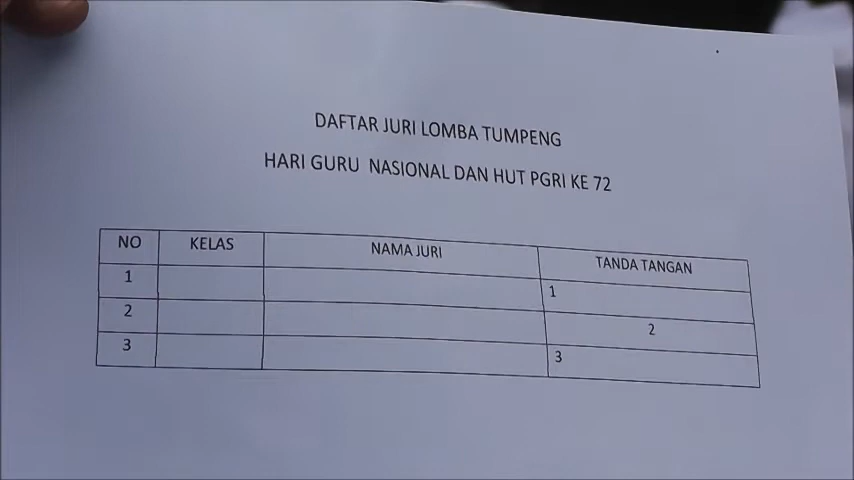 DAFTAR JURI LOMBA TUMPENG
HARI GURU NASIONAL DAN HUT PGRI KE 72
NO KELAS NAMA JURI TANDA TANGAN
1 1
2 2
3 3